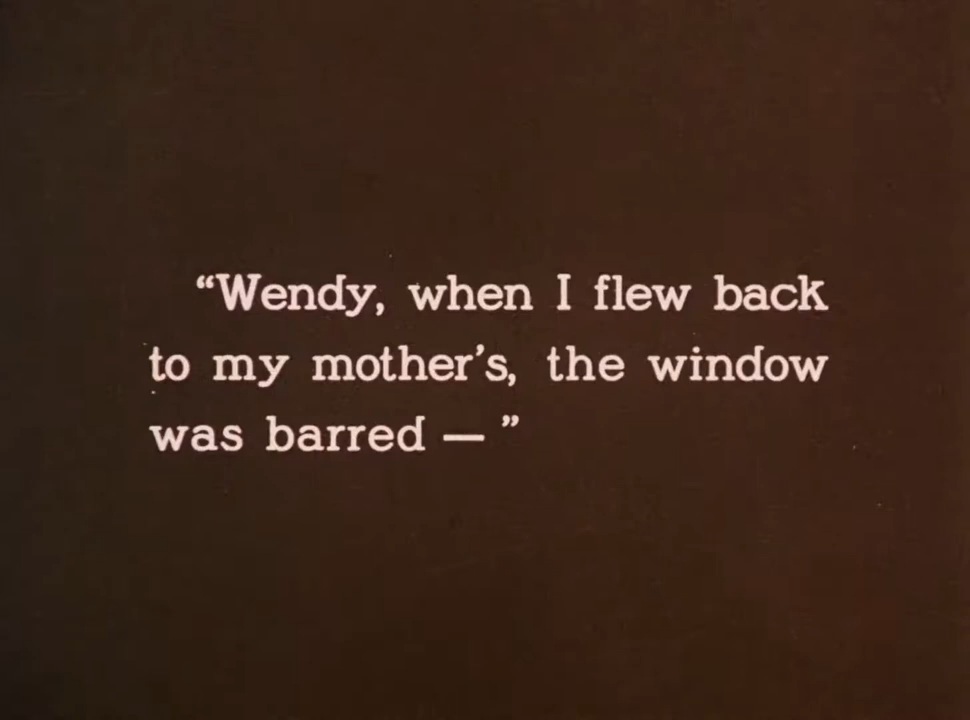 “Wendy, when I flew back
to my mother’s, the window
was barred — ”